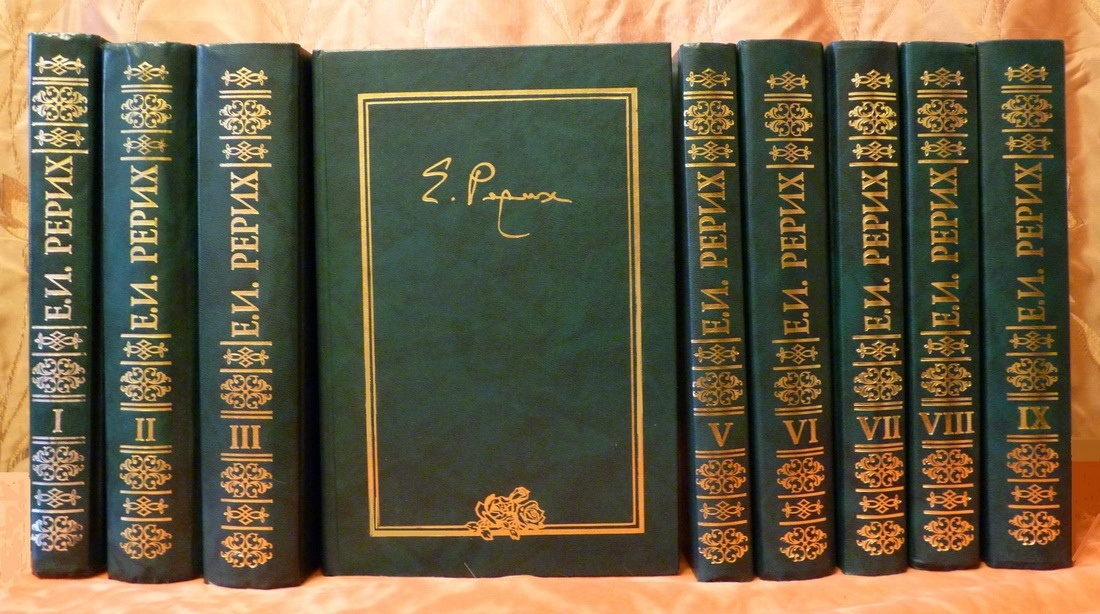 Е.И. РЕРИХ
I
Е.И. РЕРИХ
II
Е.И. РЕРИХ
III
Е. Рерих
Е.И. РЕРИХ
V
Е.И. РЕРИХ
VI
Е.И. РЕРИХ
VII
Е.И. РЕРИХ
VIII
Е.И. РЕРИХ
IX